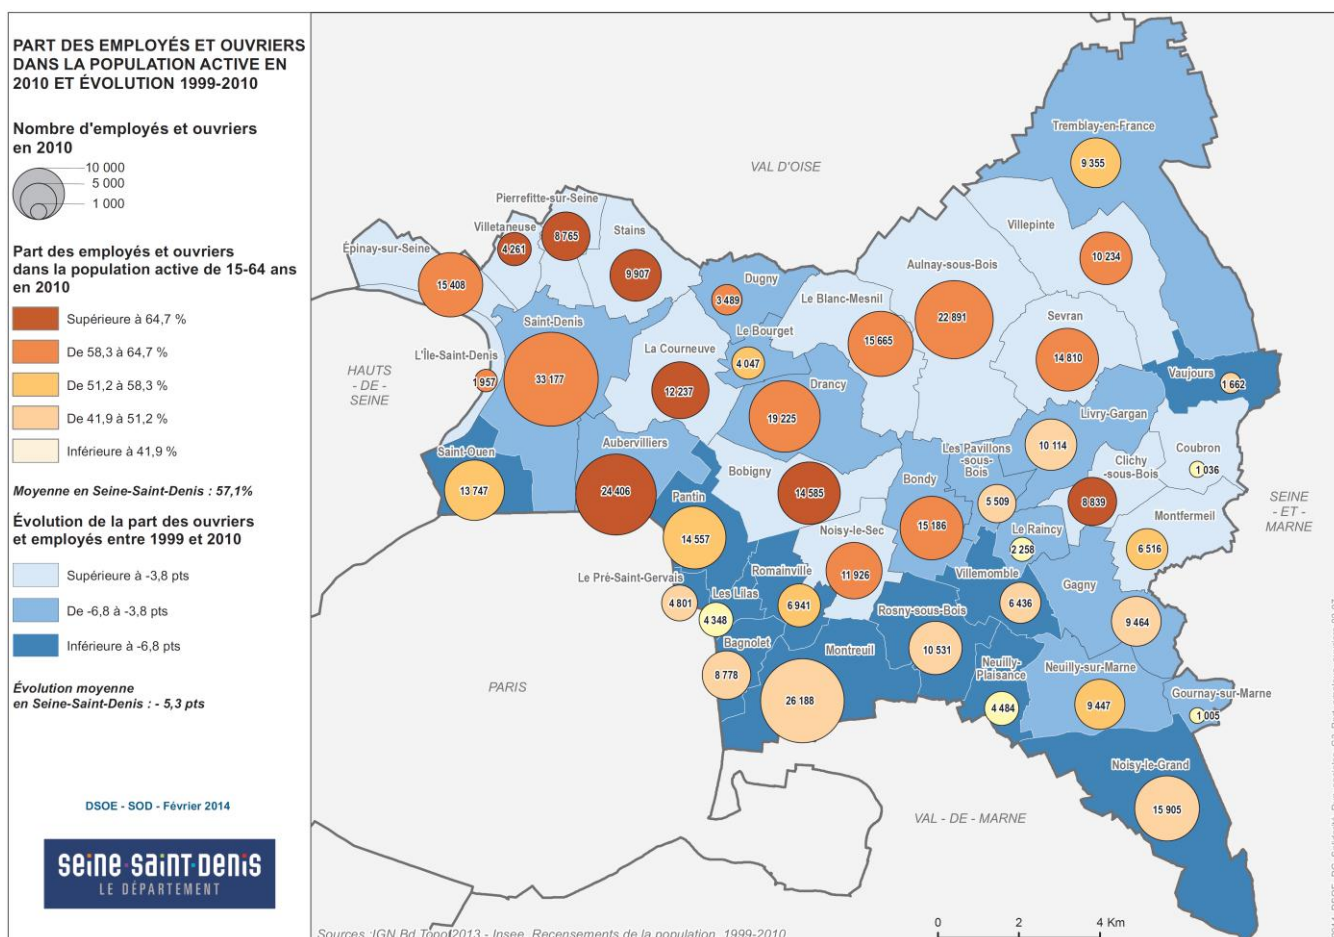 PART DES EMPLOYÉS ET OUVRIERS
DANS LA POPULATION ACTIVE EN
2010 ET ÉVOLUTION 1999-2010
Nombre d'employés et ouvriers
en 2010
10 000
5 000
1 000
Part des employés et ouvriers
dans la population active de 15-64 ans
en 2010
Supérieure à 64,7 %
De 58,3 à 64,7 %
De 51,2 à 58,3 %
De 41,9 à 51,2 %
Inférieure à 41,9 %
Moyenne en Seine-Saint-Denis : 57,1%
Évolution de la part des ouvriers
et employés entre 1999 et 2010
Supérieure à -3,8 pts
De -6,8 à -3,8 pts
Inférieure à -6,8 pts
Évolution moyenne
en Seine-Saint-Denis : - 5,3 pts
DSOE - SOD - Février 2014
seine·saint·denis
LE DÉPARTEMENT
Tremblay-en-France
9 355
VAL D'OISE
Pierrefitte-sur-Seine
8 765
Villetaneuse
4 261
Stains
9 907
Épinay-sur-Seine
15 408
Villepinte
10 234
Aulnay-sous-Bois
22 891
Dugny
3 489
Le Blanc-Mesnil
15 665
Saint-Denis
33 177
Le Bourget
4 047
Sevran
14 810
La Courneuve
12 237
L'Île-Saint-Denis
1 957
HAUTS
- DE -
SEINE
Drancy
19 225
Vaujours
1 662
Livry-Gargan
10 114
Saint-Ouen
13 747
Aubervilliers
24 406
Les Pavillons
-sous-
Bois
5 509
Coubron
1 036
Clichy
-sous-Bois
8 839
Bobigny
14 585
Bondy
15 186
Pantin
14 557
SEINE
- ET -
MARNE
Montfermeil
6 516
Noisy-le-Sec
11 926
Le Raincy
2 258
Le Pré-Saint-Gervais
4 801
Romainville
6 941
Villemomble
6 436
Gagny
9 464
Les Lilas
4 348
Rosny-sous-Bois
10 531
Bagnolet
8 778
Montreuil
26 188
Neuilly-
Plaisance
4 484
Neuilly-sur-Marne
9 447
Gournay-sur-Marne
1 005
PARIS
Noisy-le-Grand
15 905
VAL - DE - MARNE
0 2 4 Km
Sources :IGN Bd Topo 2013 - Insee, Recensements de la population, 1999-2010